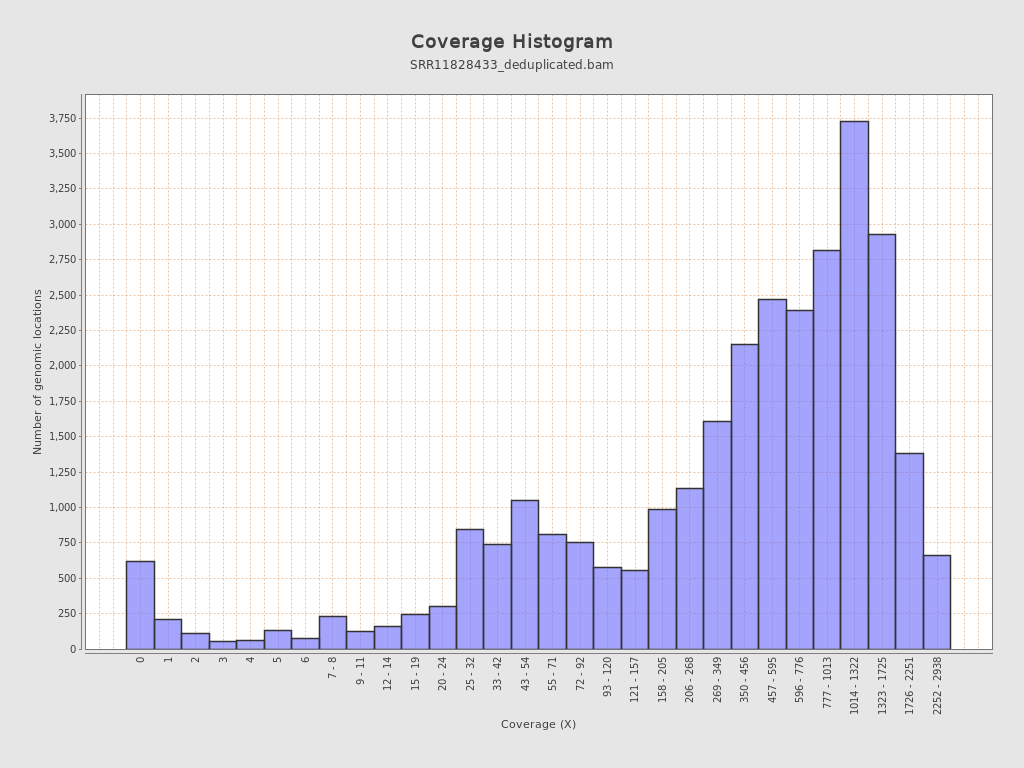 Coverage Histogram
SRR11828433_deduplicated.bam
Number of genomic locations
3,750
3,500
3,250
3,000
2,750
2,500
2,250
2,000
1,750
1,500
1,250
1,000
750
500
250
0
0
1
2
3
4
5
6
7 - 8
9 - 11
12 - 14
15 - 19
20 - 24
25 - 32
33 - 42
43 - 54
55 - 71
72 - 92
93 - 120
121 - 157
158 - 205
206 - 268
269 - 349
350 - 456
457 - 595
596 - 776
777 - 1013
1014 - 1322
1323 - 1725
1726 - 2251
2252 - 2938
Coverage (X)